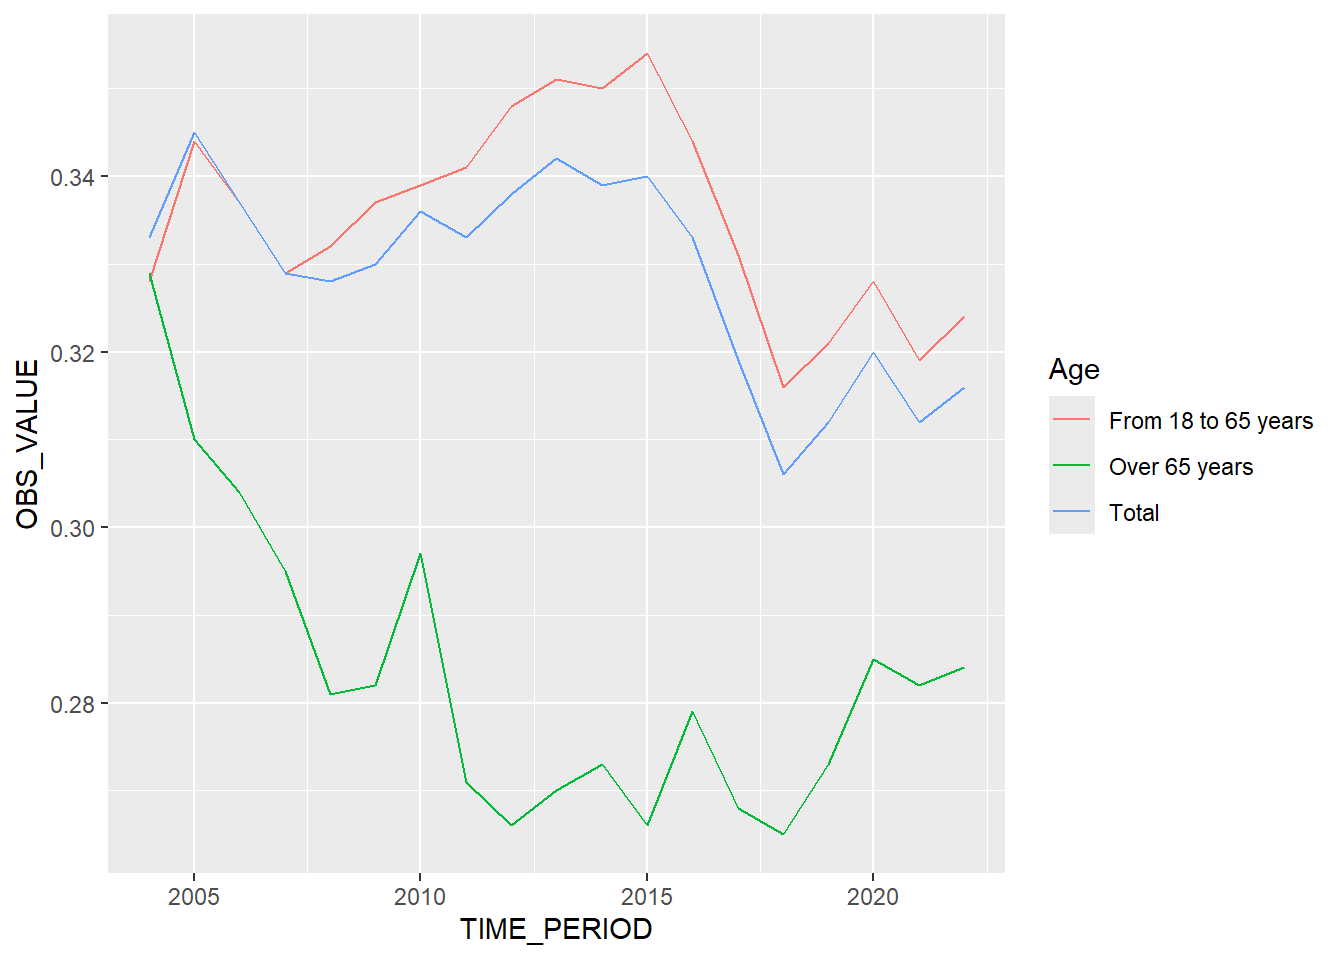 0.34
0.32
0.30
0.28
OBS_VALUE
2005 2010 2015 2020
TIME_PERIOD
Age
From 18 to 65 years
Over 65 years
Total